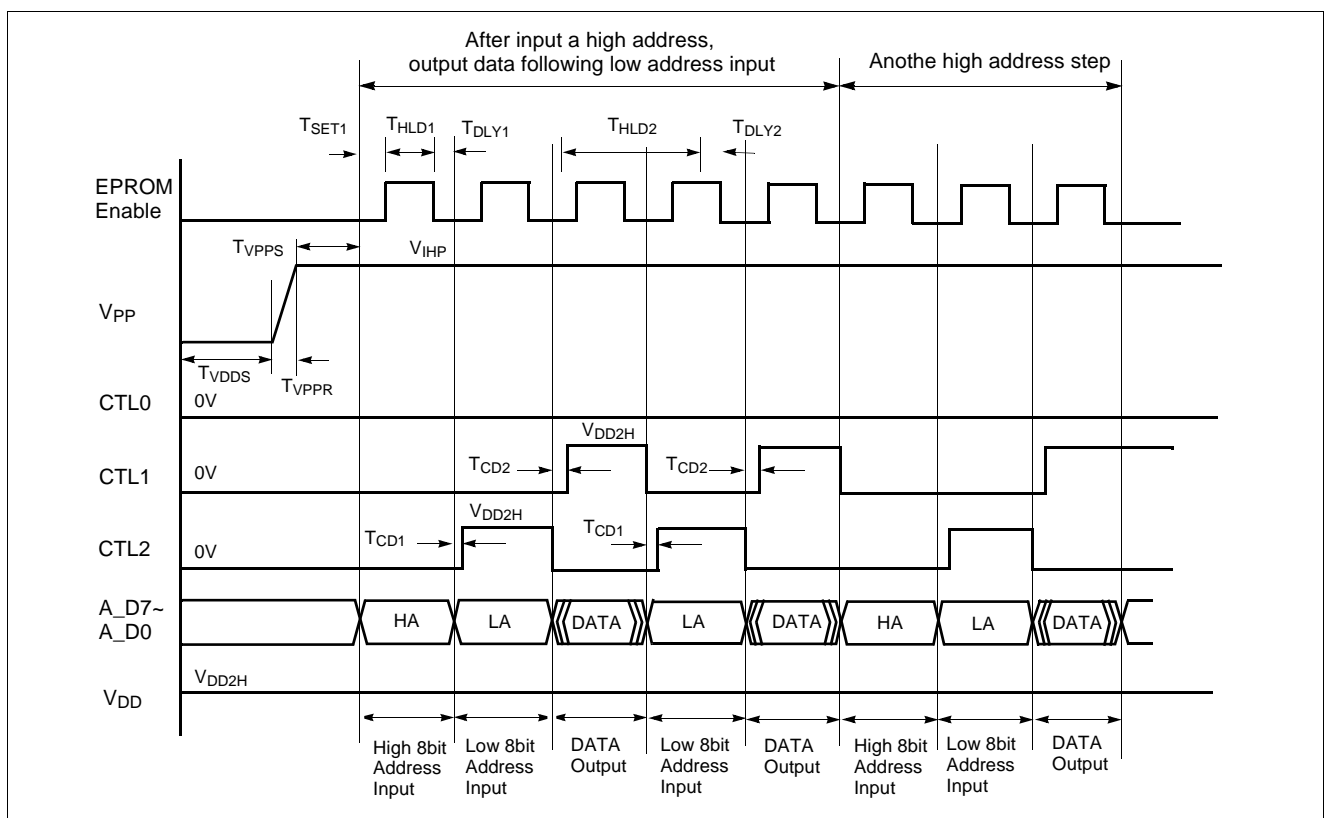 After input a high address,
output data following low address input
Anothe high address step
TSET1
THLD1
TDLY1
THLD2
TDLY2
EPROM
Enable
TVPPS
VIHP
VPP
TVDDS
TVPPR
CTL0
0V
VDD2H
CTL1
0V
TCD2
TCD2
VDD2H
CTL2
0V
TCD1
TCD1
A_D7~
A_D0
HA
LA
DATA
LA
DATA
HA
LA
DATA
VDD2H
VDD
High 8bit
Address
Input
Low 8bit
Address
Input
DATA
Output
Low 8bit
Address
Input
DATA
Output
High 8bit
Address
Input
Low 8bit
Address
Input
DATA
Output